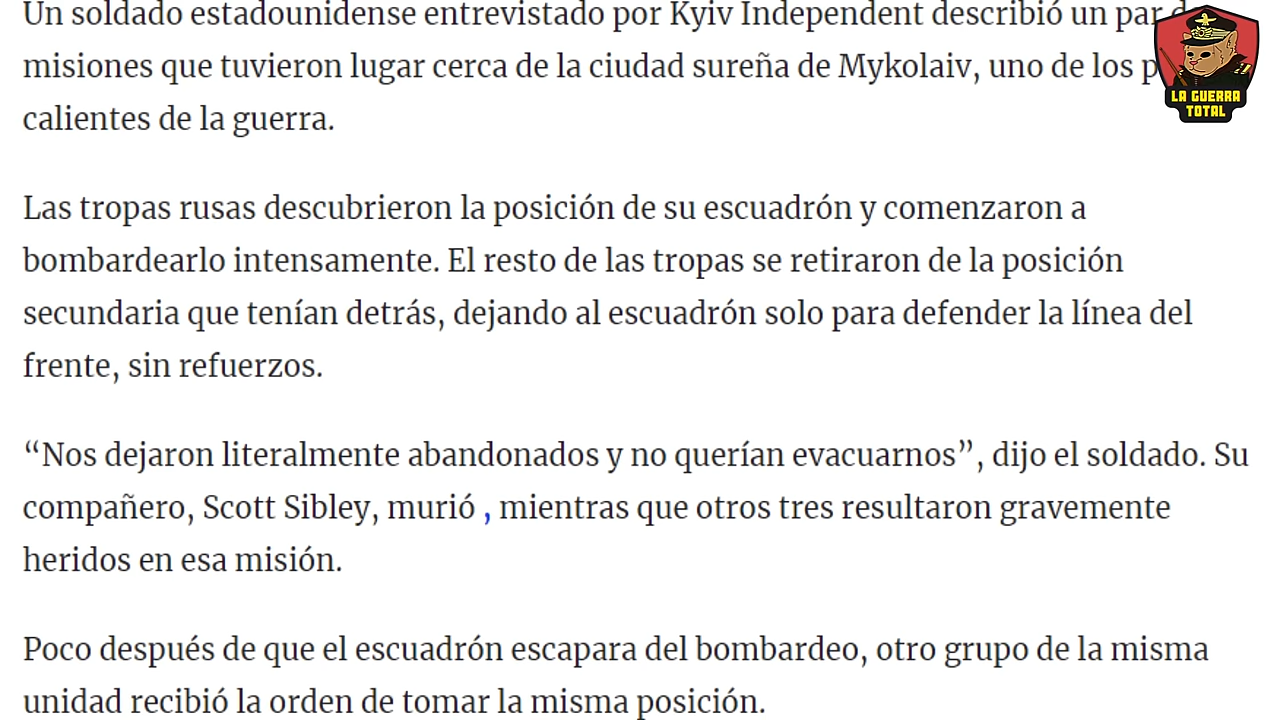 Un soldado estadounidense entrevistado por Kyiv Independent describió un par de
misiones que tuvieron lugar cerca de la ciudad sureña de Mykolaiv, uno de los
calientes de la guerra.
Las tropas rusas descubrieron la posición de su escuadrón y comenzaron a
bombardearlo intensamente. El resto de las tropas se retiraron de la posición
secundaria que tenían detrás, dejando al escuadrón solo para defender la línea del
frente, sin refuerzos.
“Nos dejaron literalmente abandonados y no querían evacuarnos”, dijo el soldado. Su
compañero, Scott Sibley, murió , mientras que otros tres resultaron gravemente
heridos en esa misión.
Poco después de que el escuadrón escapara del bombardeo, otro grupo de la misma
unidad recibió la orden de tomar la misma posición.
LA GUERRA
TOTAL